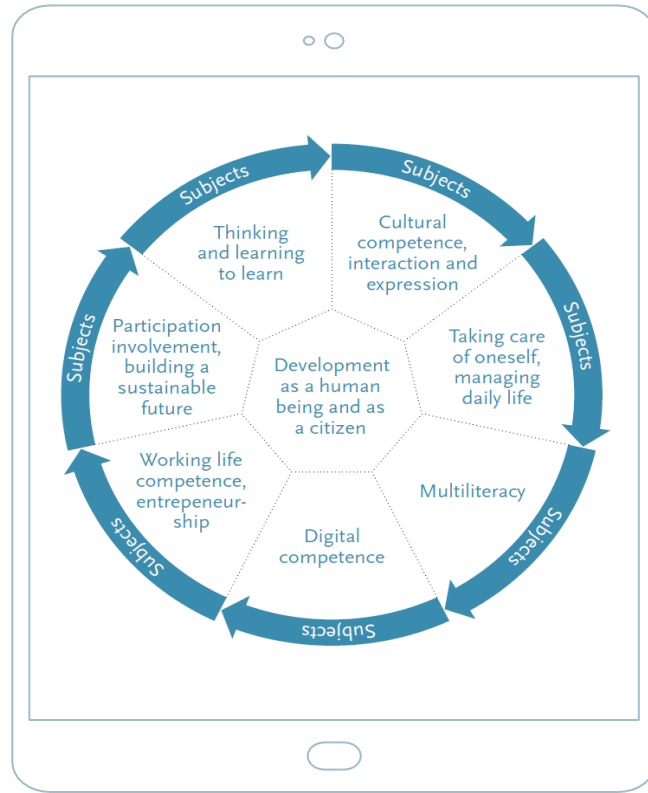 Subjects
Subjects
Thinking
and learning
to learn
Cultural
competence,
interaction and
expression
Subjects
Participation
involvement,
building a
sustainable
future
Development
as a human
being and as
a citizen
Taking care
of oneself,
managing
daily life
Subjects
Working life
competence,
entrepeneur-
ship
Digital
competence
Multiliteracy
Subjects
Subjects
Subjects